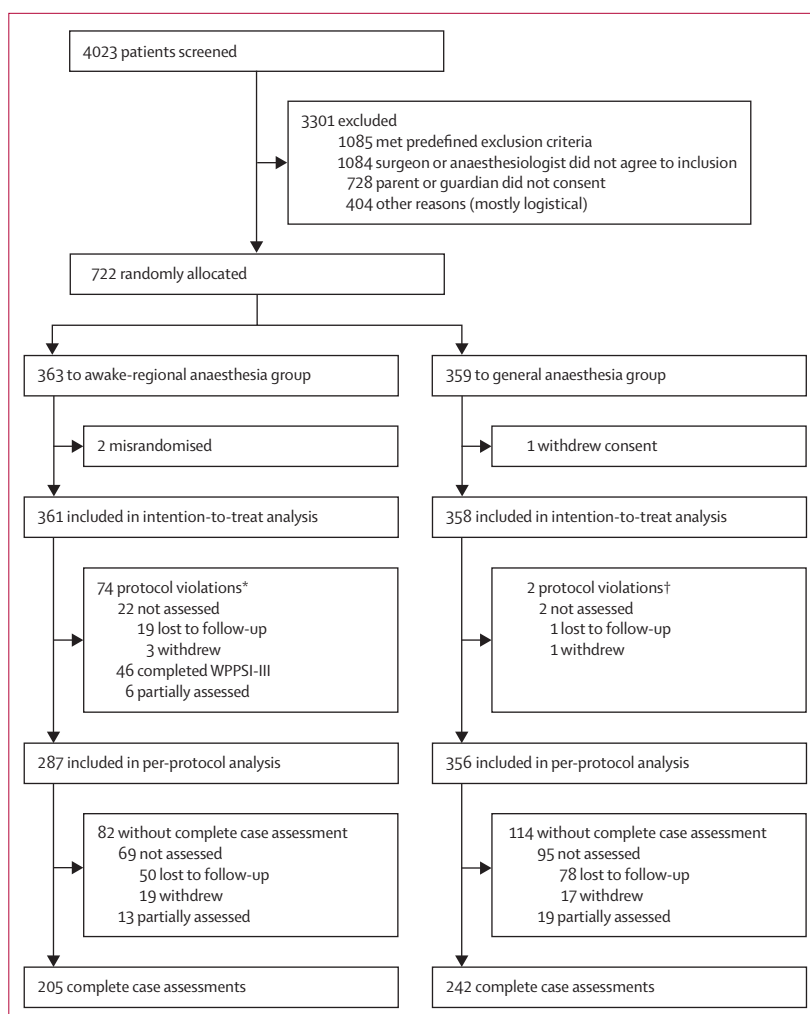 4023 patients screened
3301 excluded
1085 met predefined exclusion criteria
1084 surgeon or anaesthesiologist did not agree to inclusion
728 parent or guardian did not consent
404 other reasons (mostly logistical)
722 randomly allocated
363 to awake-regional anaesthesia group
359 to general anaesthesia group
2 misrandomised
1 withdrew consent
361 included in intention-to-treat analysis
358 included in intention-to-treat analysis
74 protocol violations*
22 not assessed
19 lost to follow-up
3 withdrew
46 completed WPPSI-III
6 partially assessed
2 protocol violations†
2 not assessed
1 lost to follow-up
1 withdrew
287 included in per-protocol analysis
356 included in per-protocol analysis
82 without complete case assessment
69 not assessed
50 lost to follow-up
19 withdrew
13 partially assessed
114 without complete case assessment
95 not assessed
78 lost to follow-up
17 withdrew
19 partially assessed
205 complete case assessments
242 complete case assessments